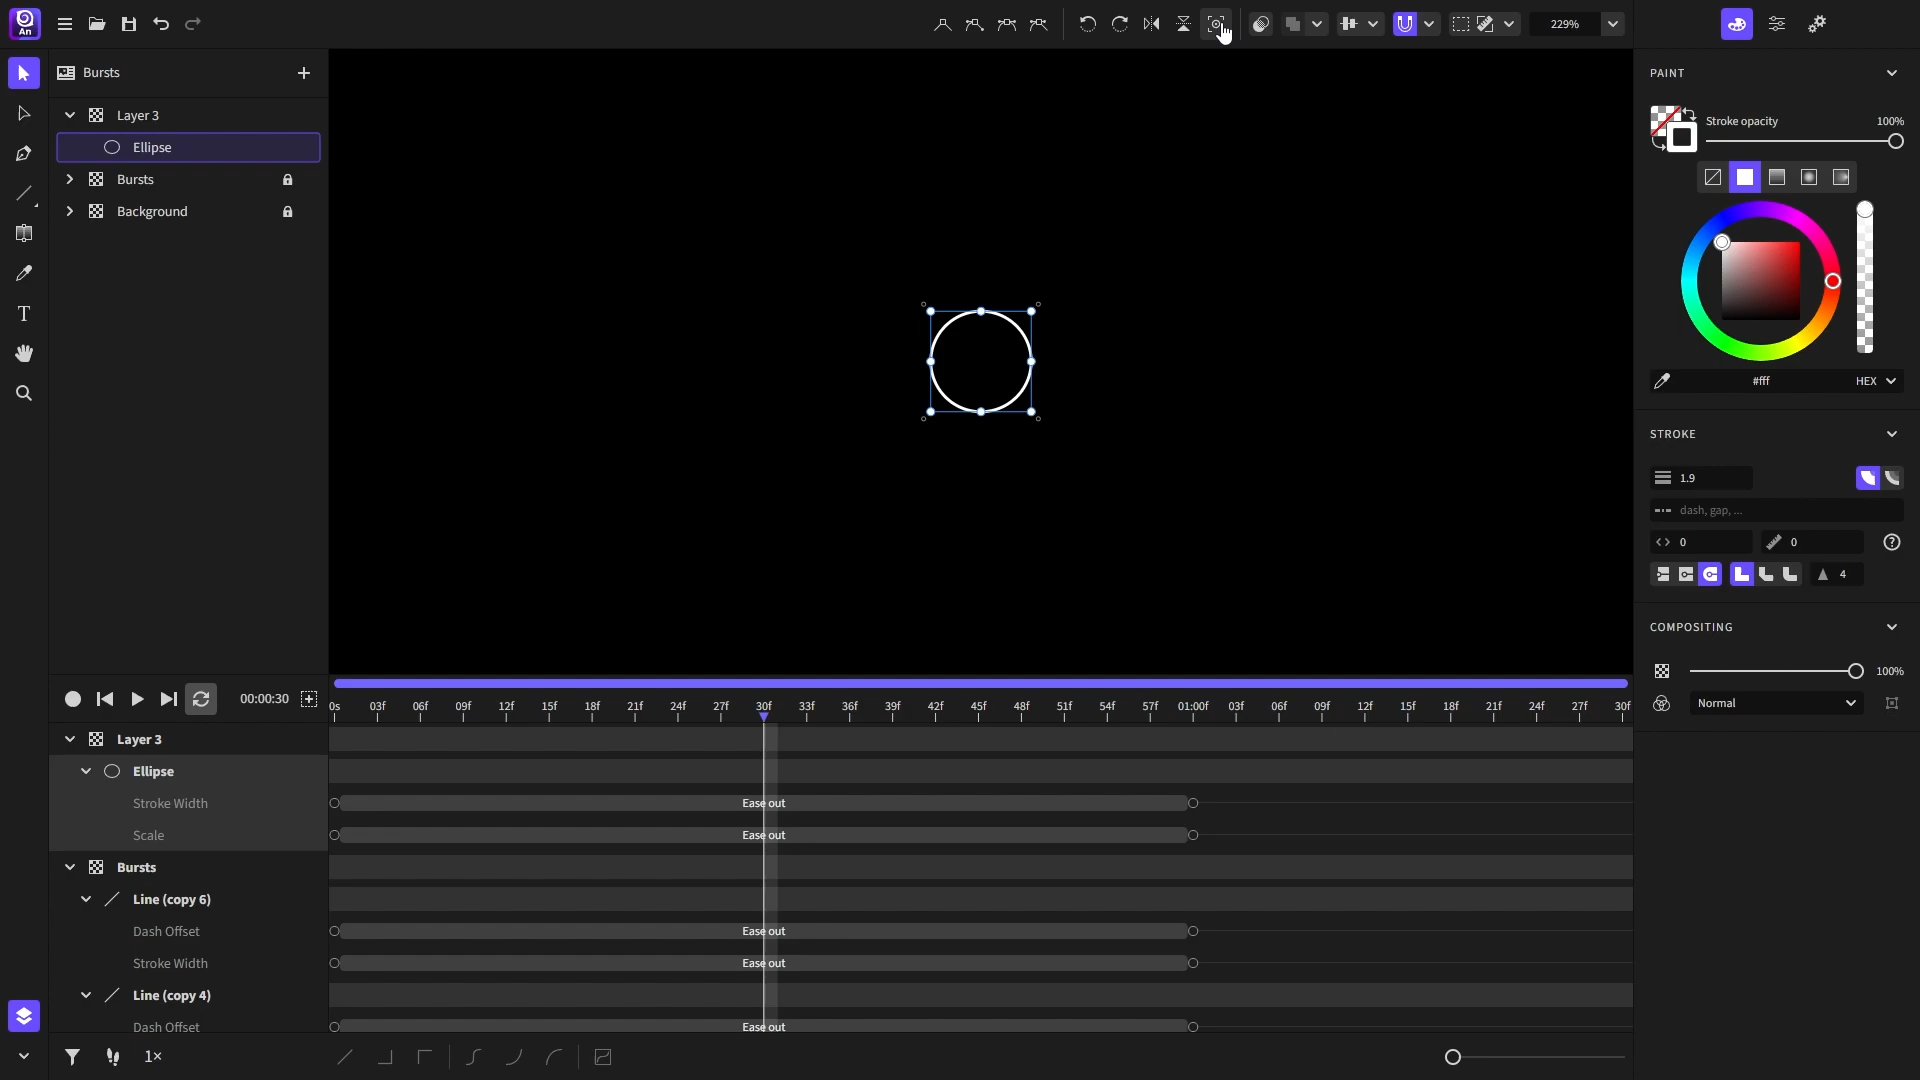 An
229%
Bursts
Layer 3
Ellipse
Bursts
Background
PAINT
Stroke opacity
100%
#fff
HEX
STROKE
1.9
dash, gap, ...
0
0
4
COMPOSITING
100%
Normal
00:00:30
0s 03f 06f 09f 12f 15f 18f 21f 24f 27f 30f 33f 36f 39f 42f 45f 48f 51f 54f 57f 01:00f 03f 06f 09f 12f 15f 18f 21f 24f 27f 30f
Layer 3
Ellipse
Stroke Width
Ease out
Scale
Ease out
Bursts
Line (copy 6)
Dash Offset
Ease out
Stroke Width
Ease out
Line (copy 4)
Dash Offset
Ease out
1×